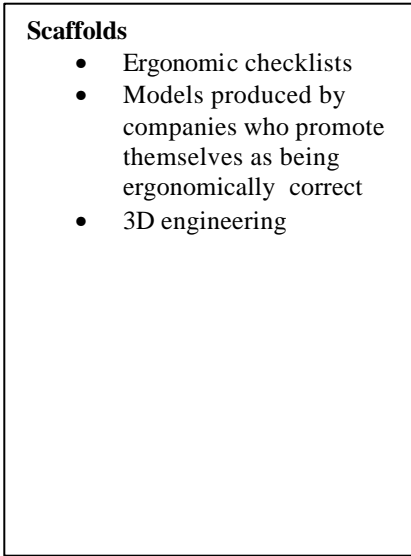 Scaffolds
• Ergonomic checklists
• Models produced by
companies who promote
themselves as being
ergonomically correct
• 3D engineering